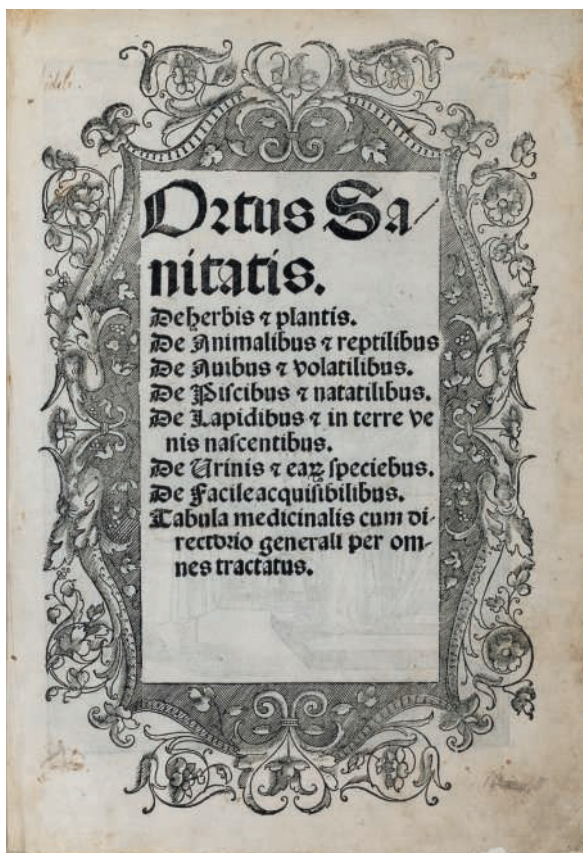 Ortus Sa-
nitatis.
De herbis ⁊ plantis.
De Animalibus ⁊ reptilibus
De Auibus ⁊ volatilibus.
De Piscibus ⁊ natatilibus.
De Lapidibus ⁊ in terre ve
nis nascentibus.
De Urinis ⁊ eaꝝ speciebus.
De Facile acquisibilibus.
Tabula medicinalis cum di-
rectorio generali per om-
nes tractatus.